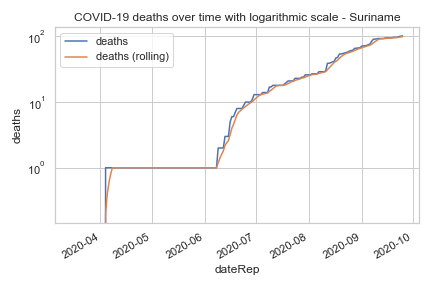 COVID-19 deaths over time with logarithmic scale - Suriname
deaths
deaths (rolling)
10²
10¹
10⁰
deaths
2020-04
2020-05
2020-06
2020-07
2020-08
2020-09
2020-10
dateRep